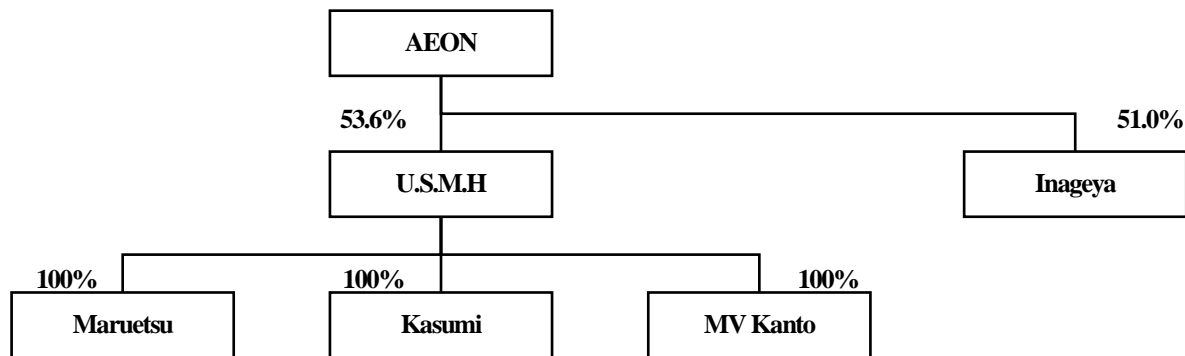 AEON
53.6%
51.0%
U.S.M.H
Inageya
100%
100%
100%
Maruetsu
Kasumi
MV Kanto